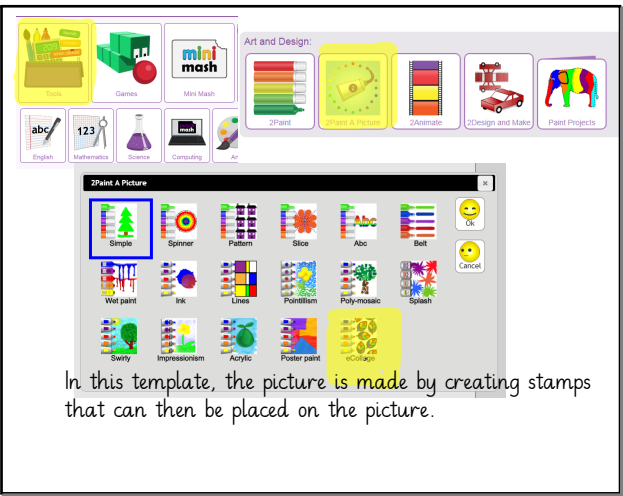 Art and Design:
mini
mash
Tools Games Mini Mash
2Paint 2Paint A Picture 2Animate 2Design and Make Paint Projects
abc 123 mash
English Mathematics Science Computing Ar
2Paint A Picture x
Abc
Simple Spinner Pattern Slice Abc Belt
Ok
Wet paint Ink Lines Pointillism Poly-mosaic Splash
Cancel
Swirly Impressionism Acrylic Poster paint eCollage
In this template, the picture is made by creating stamps
that can then be placed on the picture.